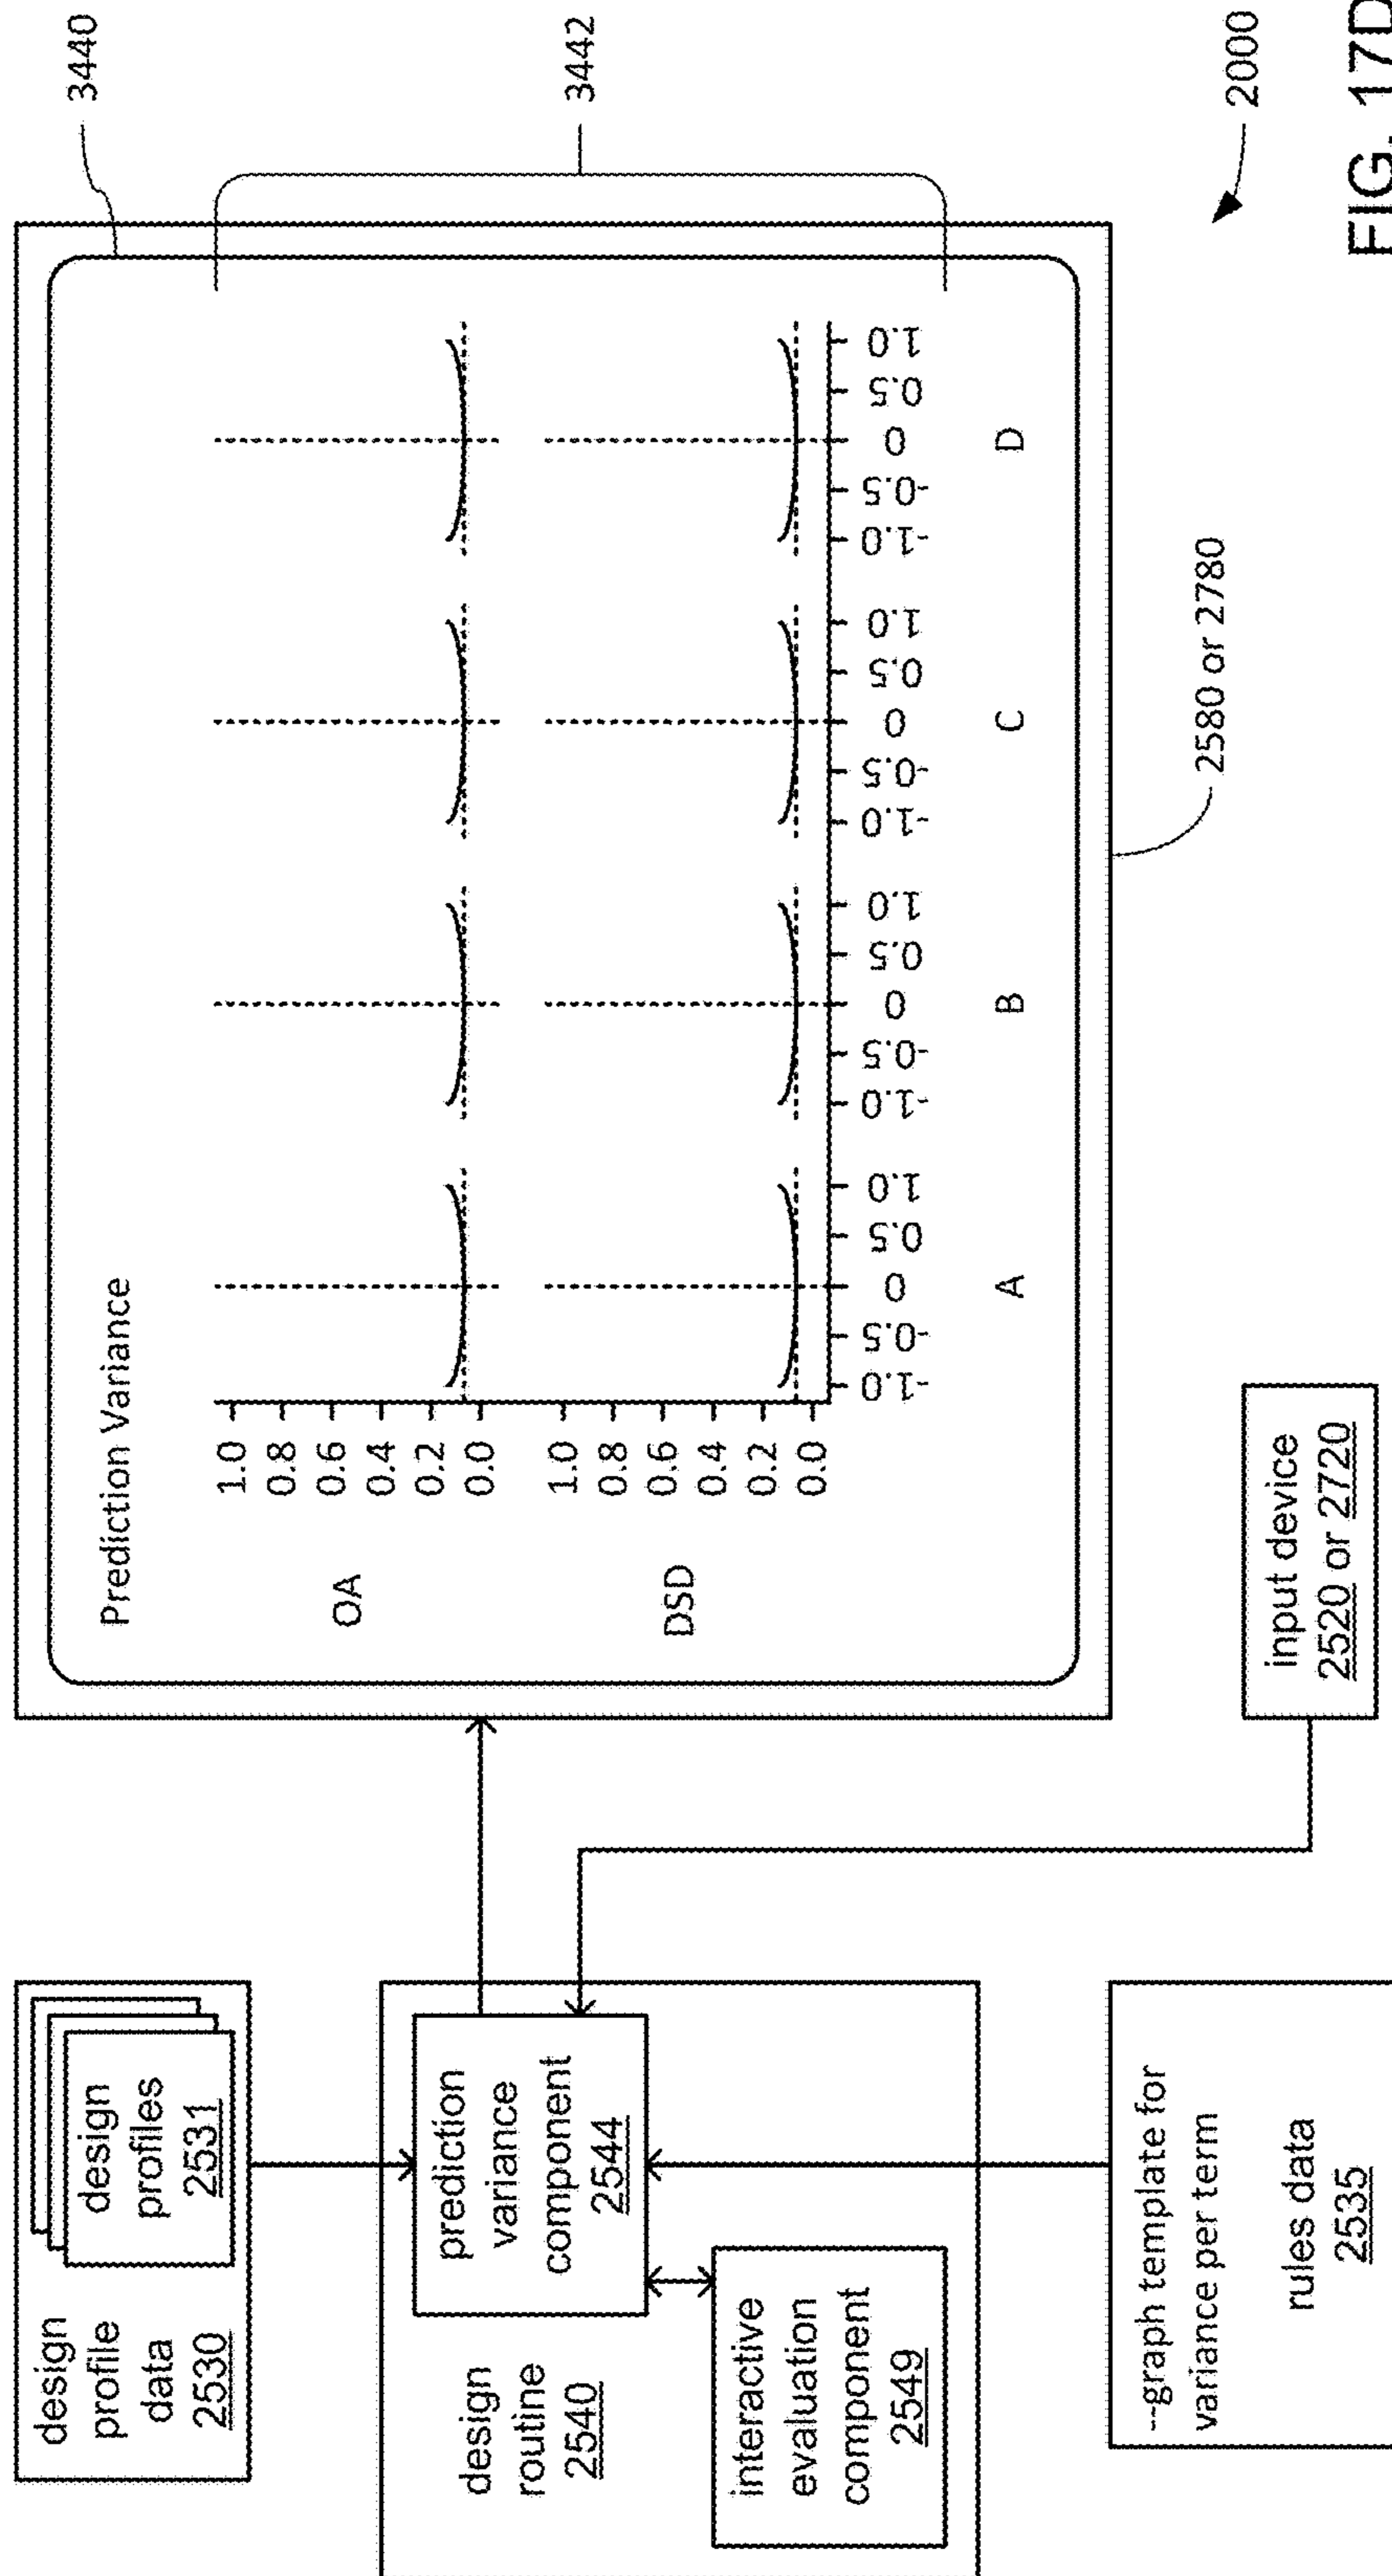 design
profile
data
2530
design
profiles
2531
design
routine
2540
prediction
variance
component
2544
interactive
evaluation
component
2549
--graph template for
variance per term
rules data
2535
input device
2520 or 2720
Prediction Variance
OA
1.0
0.8
0.6
0.4
0.2
0.0
DSD
1.0
0.8
0.6
0.4
0.2
0.0
-1.0 -0.5 0 0.5 1.0
-1.0 -0.5 0 0.5 1.0
-1.0 -0.5 0 0.5 1.0
-1.0 -0.5 0 0.5 1.0
A
B
C
D
3440
3442
2580 or 2780
2000
FIG. 17D